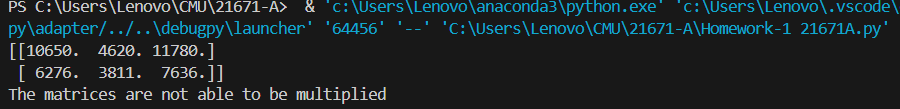 PS C:\Users\Lenovo\CMU\21671-A>  & 'c:\Users\Lenovo\anaconda3\python.exe' 'c:\Users\Lenovo\.vscode\
py\adapter/../..\debugpy\launcher' '64456' '--' 'C:\Users\Lenovo\CMU\21671-A\Homework-1 21671A.py'
[[10650.  4620. 11780.]
 [ 6276.  3811.  7636.]]
The matrices are not able to be multiplied